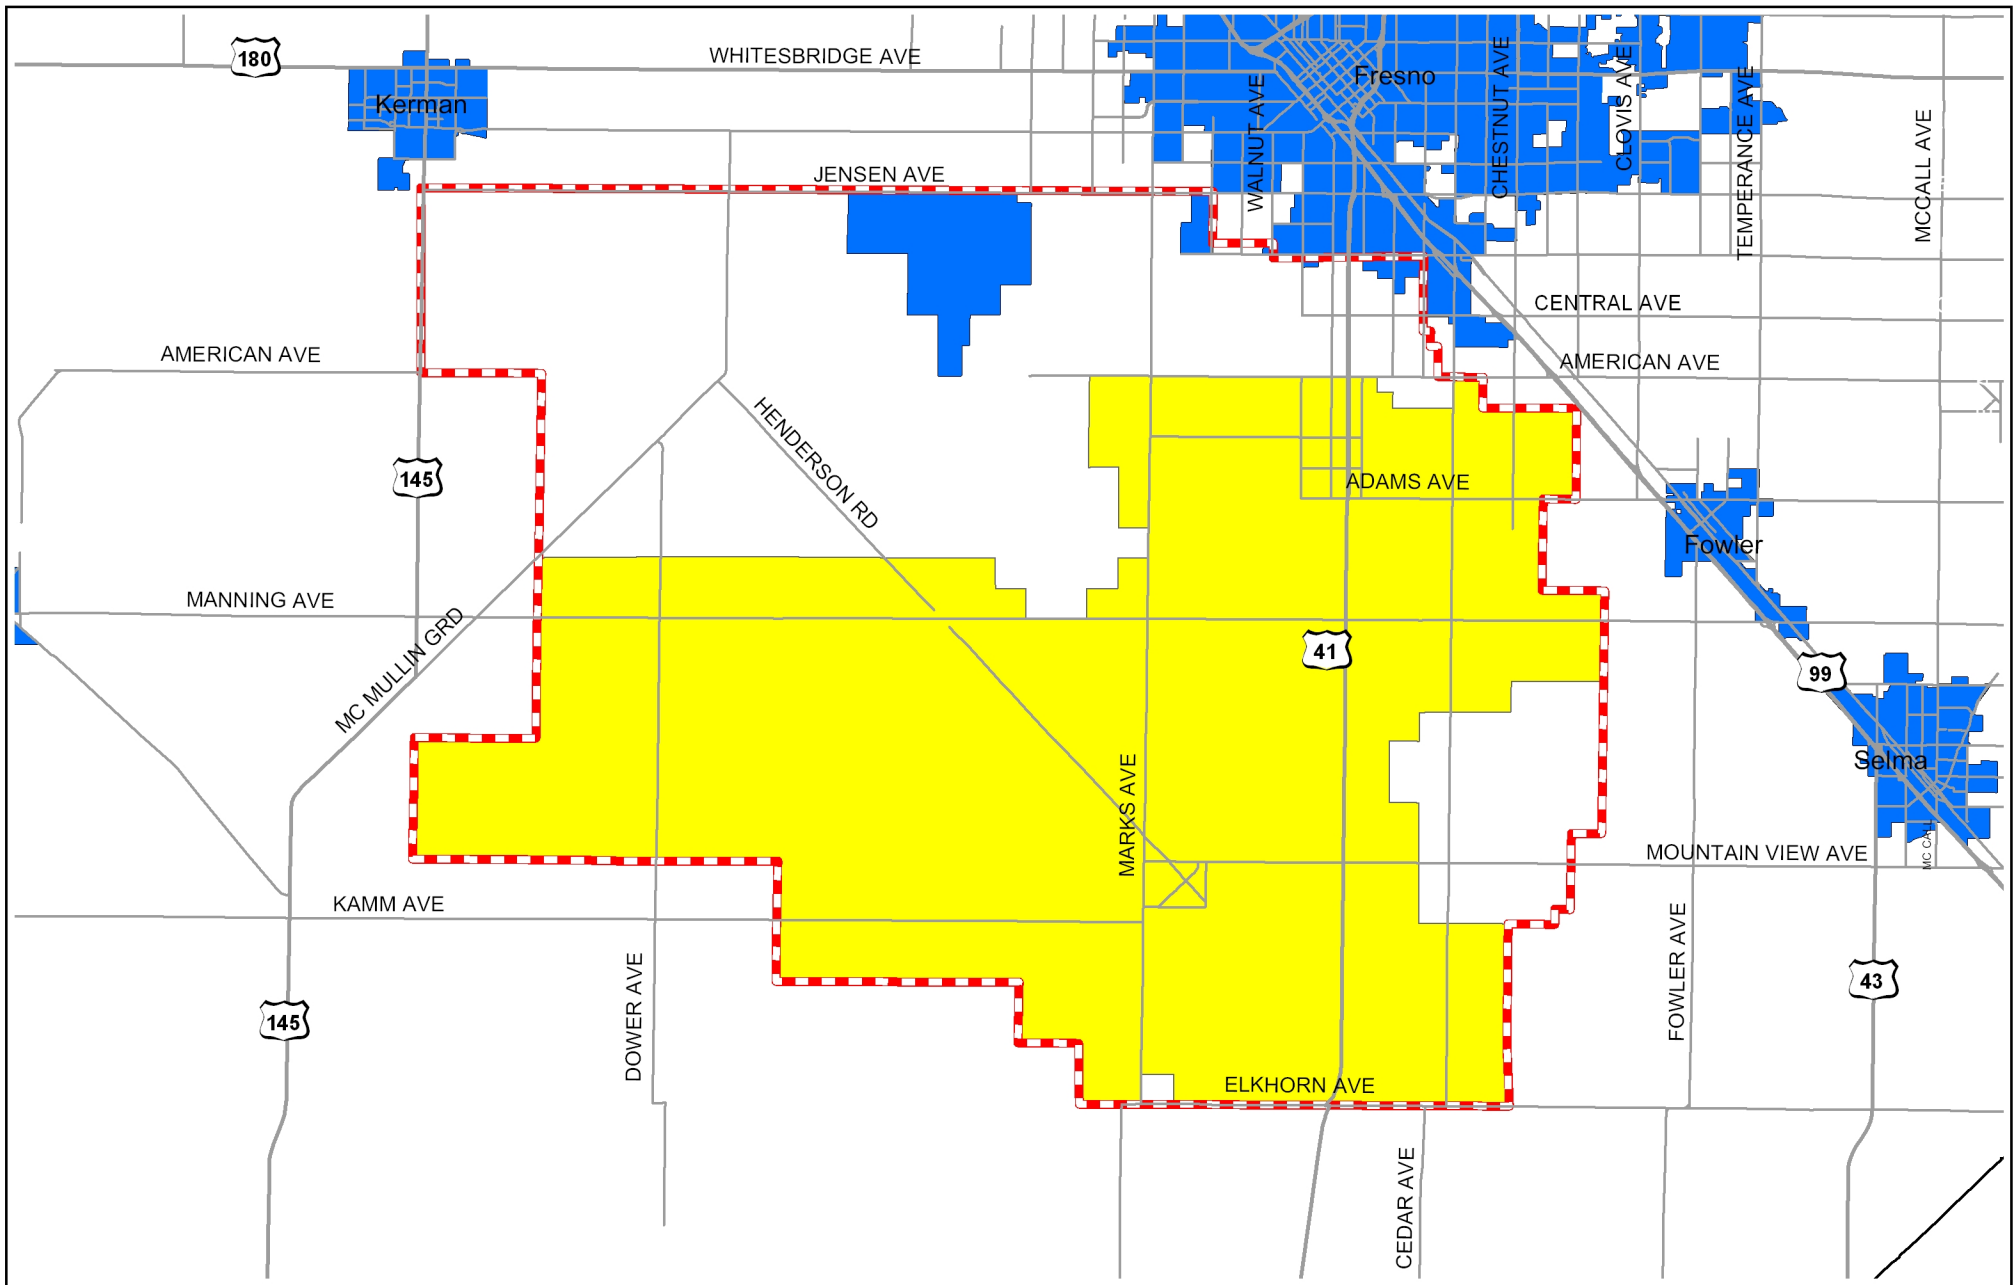 180
WHITESBRIDGE AVE
Fresno
Kerman
WALNUT AVE
CHESTNUT AVE
CLOVIS AVE
TEMPERANCE AVE
MCCALL AVE
JENSEN AVE
CENTRAL AVE
AMERICAN AVE
AMERICAN AVE
145
HENDERSON RD
ADAMS AVE
Fowler
MANNING AVE
MC MULLIN GRD
41
99
Selma
MARKS AVE
MC CALL
MOUNTAIN VIEW AVE
KAMM AVE
DOWER AVE
FOWLER AVE
43
145
ELKHORN AVE
CEDAR AVE